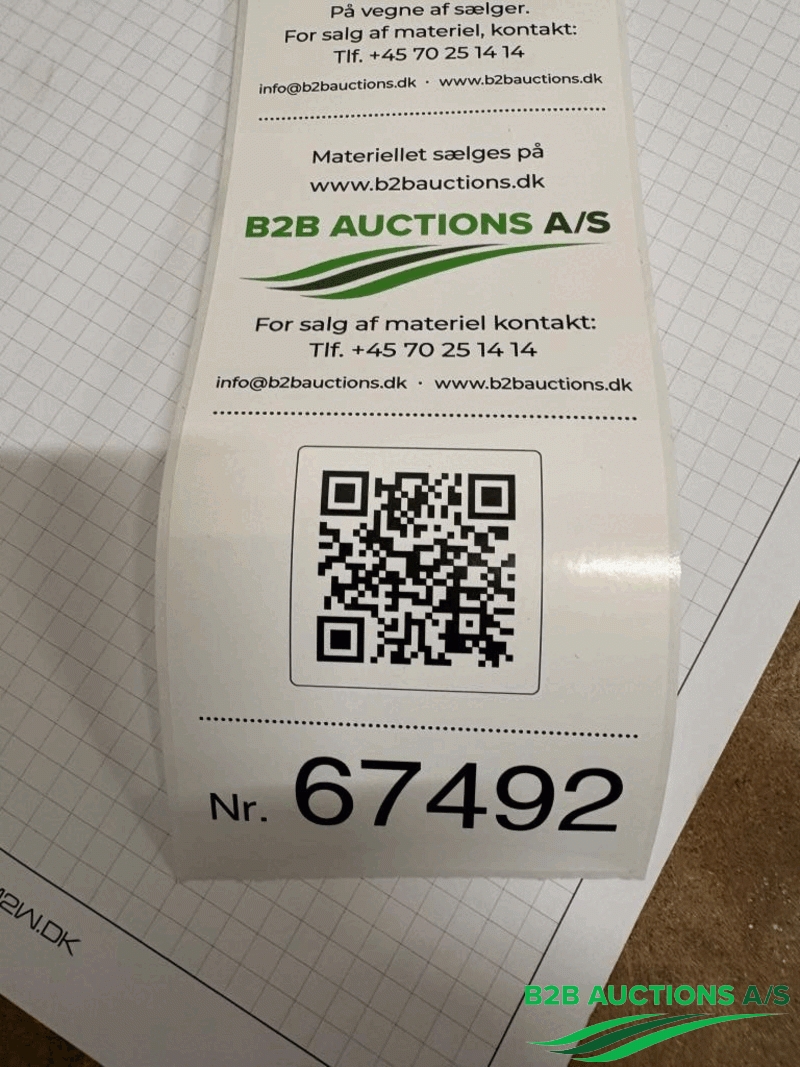 På vegne af sælger.
For salg af materiel, kontakt:
Tlf. +45 70 25 14 14
info@b2bauctions.dk · www.b2bauctions.dk
Materiellet sælges på
www.b2bauctions.dk
B2B AUCTIONS A/S
For salg af materiel kontakt:
Tlf. +45 70 25 14 14
info@b2bauctions.dk · www.b2bauctions.dk
Nr. 67492
B2B AUCTIONS A/S